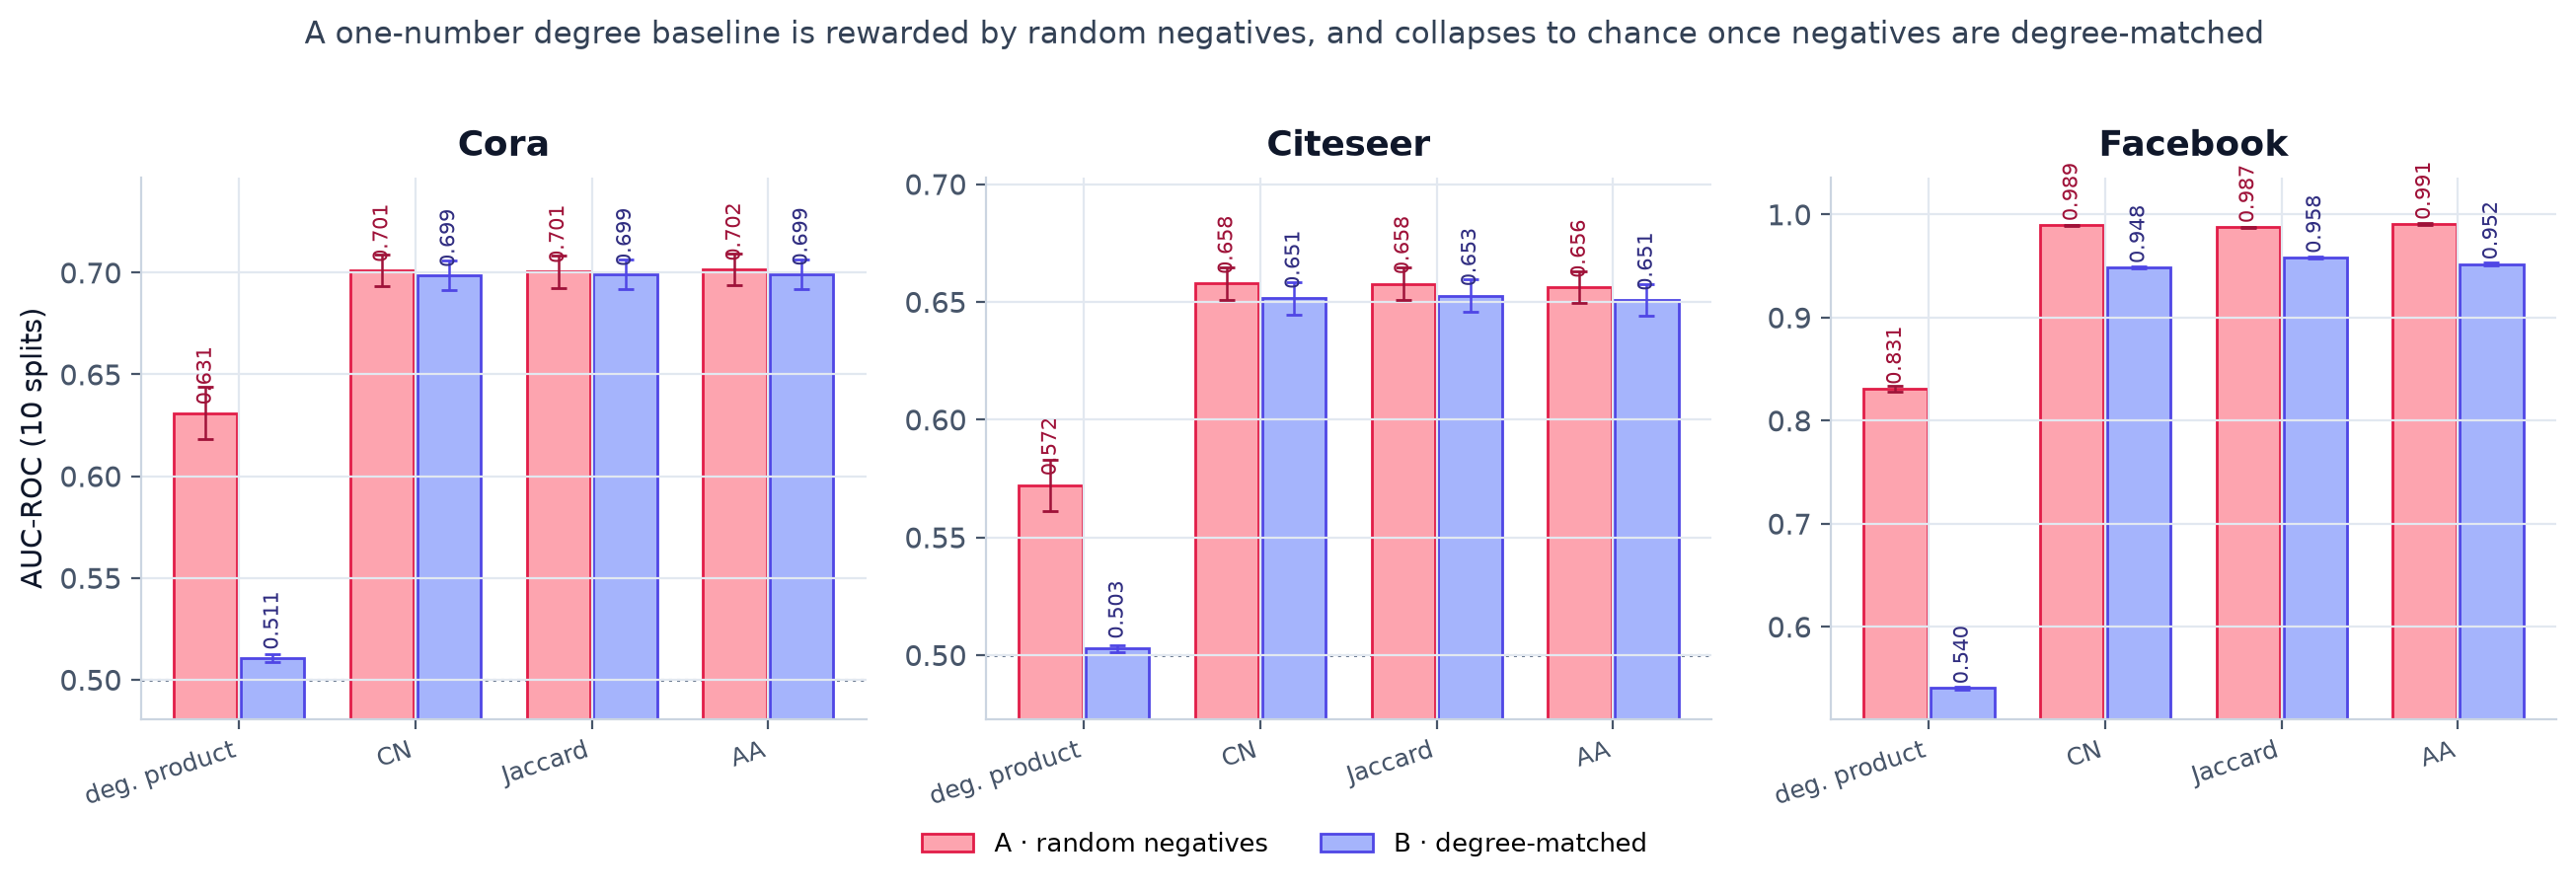 A one-number degree baseline is rewarded by random negatives, and collapses to chance once negatives are degree-matched
Cora
AUC-ROC (10 splits)
0.70
0.65
0.60
0.55
0.50
0.631
0.511
0.701
0.699
0.701
0.699
0.702
0.699
deg. product
CN
Jaccard
AA
Citeseer
0.70
0.65
0.60
0.55
0.50
0.572
0.503
0.658
0.651
0.658
0.653
0.656
0.651
deg. product
CN
Jaccard
AA
Facebook
1.0
0.9
0.8
0.7
0.6
0.831
0.540
0.989
0.948
0.987
0.958
0.991
0.952
deg. product
CN
Jaccard
AA
A · random negatives
B · degree-matched